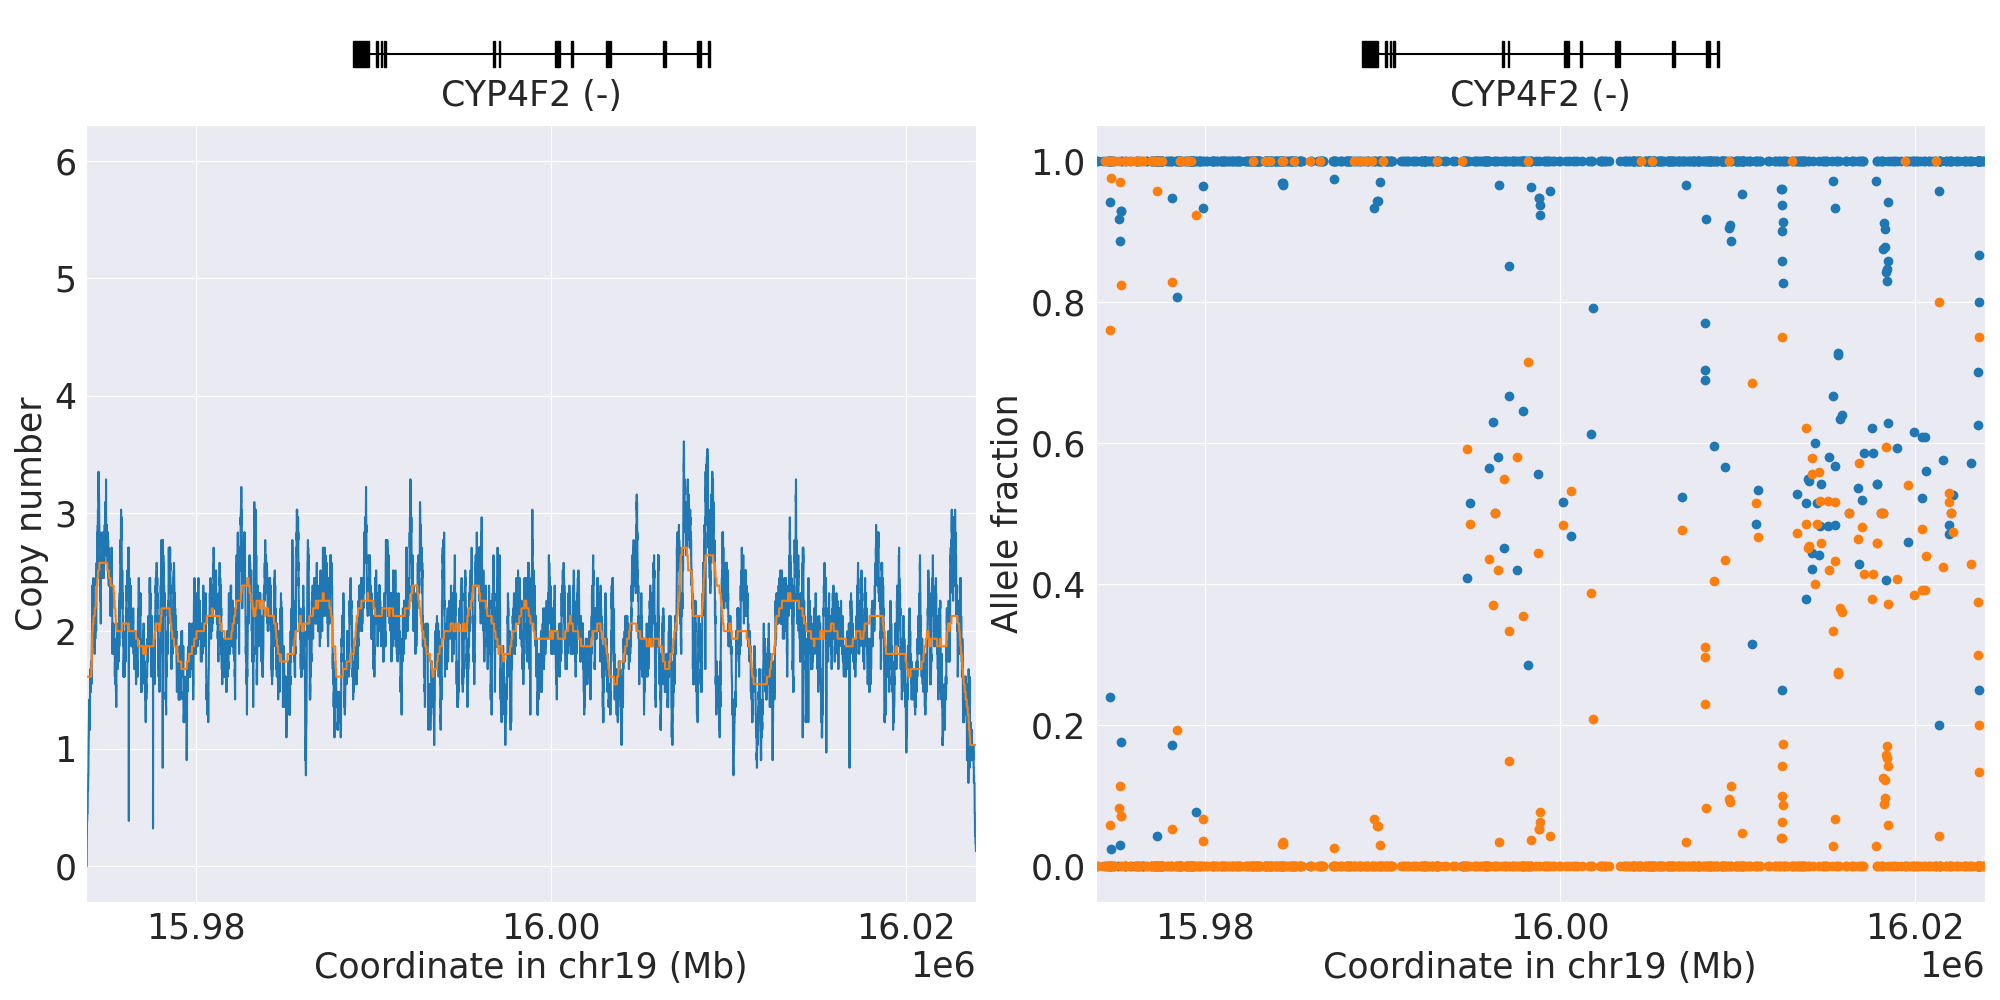 CYP4F2 (-)
6
5
4
3
2
1
0
Copy number
15.98
16.00
16.02
Coordinate in chr19 (Mb)
1e6
CYP4F2 (-)
1.0
0.8
0.6
0.4
0.2
0.0
Allele fraction
15.98
16.00
16.02
Coordinate in chr19 (Mb)
1e6